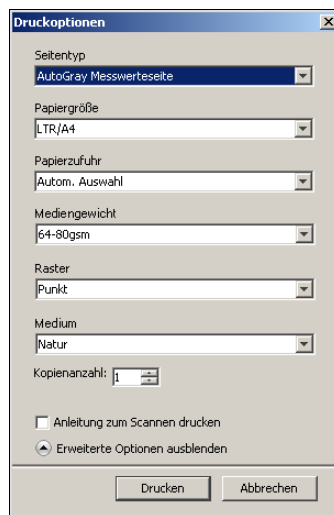 Druckoptionen
Seitentyp
AutoGray Messwerteseite
Papiergröße
LTR/A4
Papierzufuhr
Autom. Auswahl
Mediengewicht
64-80gsm
Raster
Punkt
Medium
Natur
Kopienanzahl: 1
Anleitung zum Scannen drucken
Erweiterte Optionen ausblenden
Drucken Abbrechen